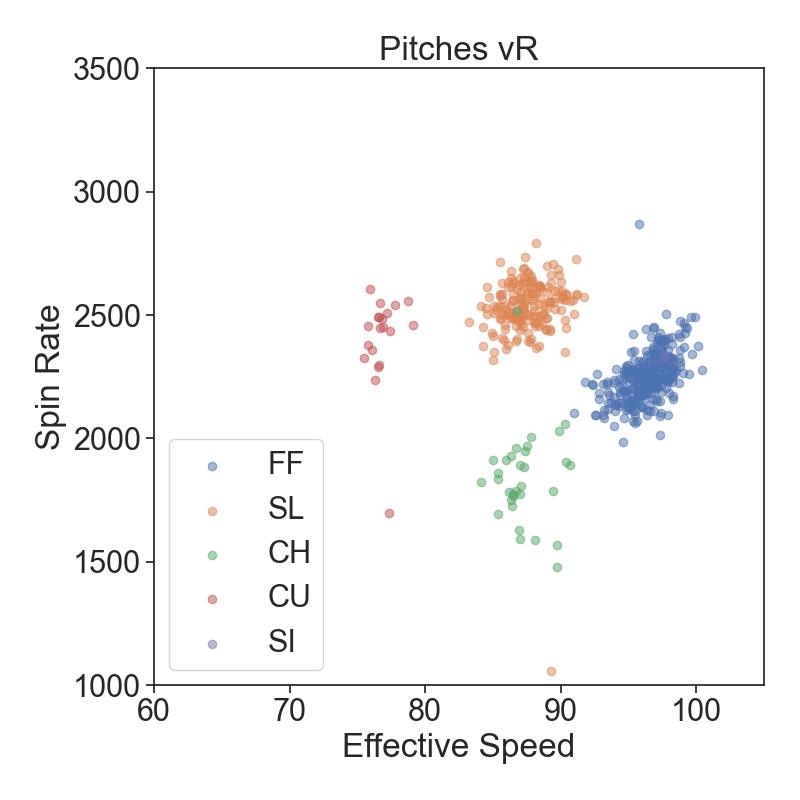 Pitches vR
3500
3000
2500
2000
1500
1000
Spin Rate
FF
SL
CH
CU
SI
60 70 80 90 100
Effective Speed